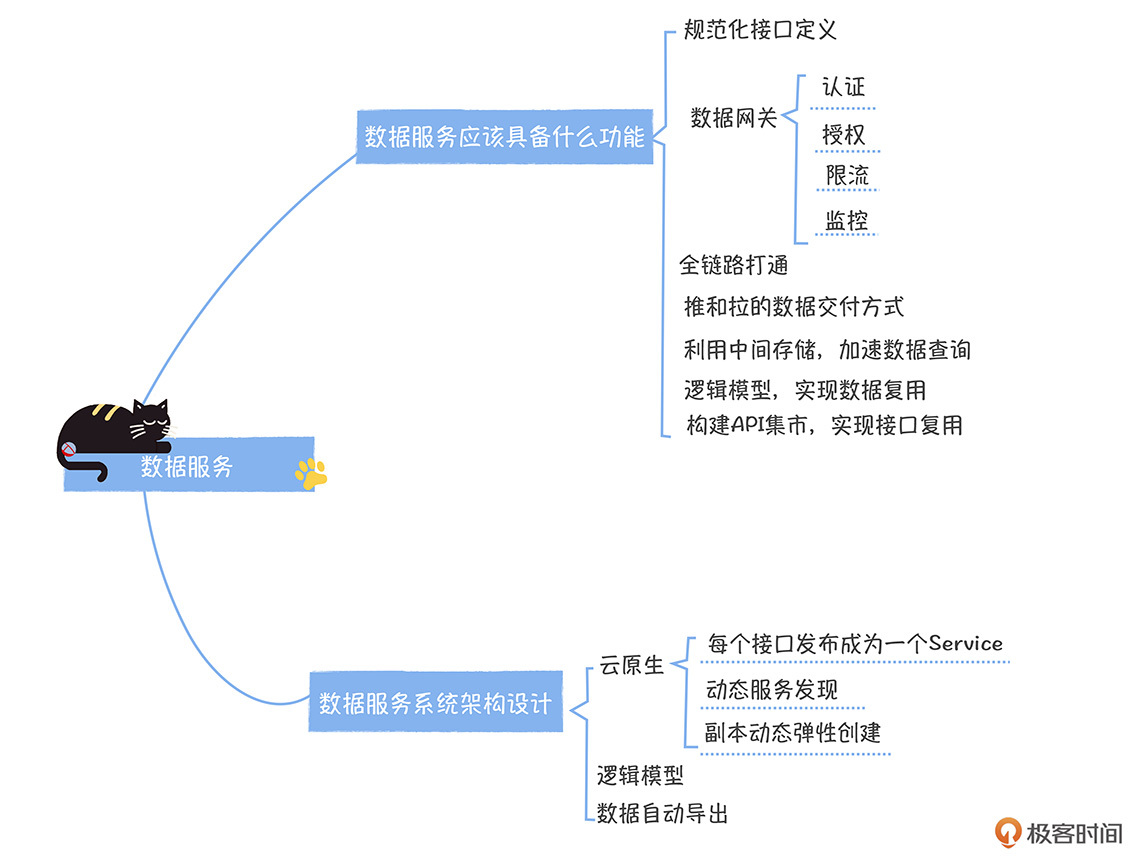 规范化接口定义
数据服务应该具备什么功能
数据网关
认证
授权
限流
监控
全链路打通
推和拉的数据交付方式
利用中间存储，加速数据查询
逻辑模型，实现数据复用
构建API集市，实现接口复用
数据服务
数据服务系统架构设计
云原生
每个接口发布成为一个Service
动态服务发现
副本动态弹性创建
逻辑模型
数据自动导出
极客时间